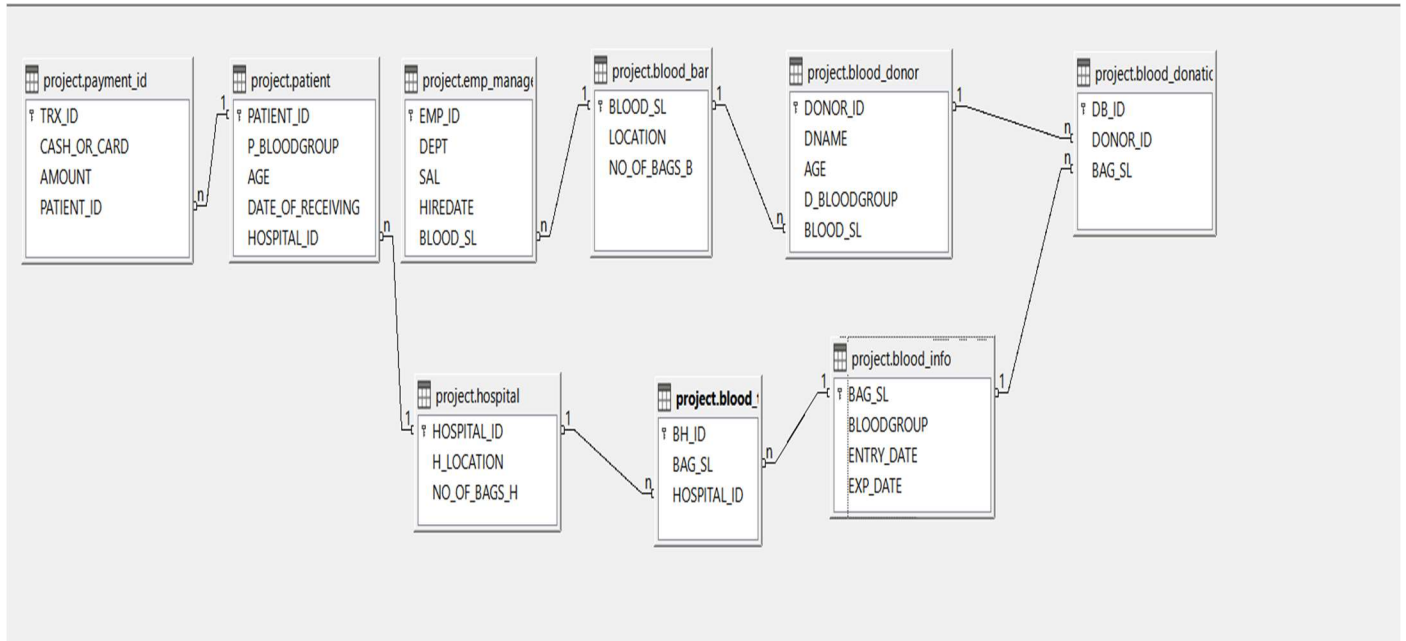 project.payment_id
TRX_ID
CASH_OR_CARD
AMOUNT
PATIENT_ID
project.patient
PATIENT_ID
P_BLOODGROUP
AGE
DATE_OF_RECEIVING
HOSPITAL_ID
project.emp_manage
EMP_ID
DEPT
SAL
HIREDATE
BLOOD_SL
project.blood_ban
BLOOD_SL
LOCATION
NO_OF_BAGS_B
project.blood_donor
DONOR_ID
DNAME
AGE
D_BLOODGROUP
BLOOD_SL
project.blood_donatic
DB_ID
DONOR_ID
BAG_SL
1
n
n
1
n
1
1
n
1
n
n
1
project.hospital
HOSPITAL_ID
H_LOCATION
NO_OF_BAGS_H
project.blood_
BH_ID
BAG_SL
HOSPITAL_ID
project.blood_info
BAG_SL
BLOODGROUP
ENTRY_DATE
EXP_DATE
1
n
n
1